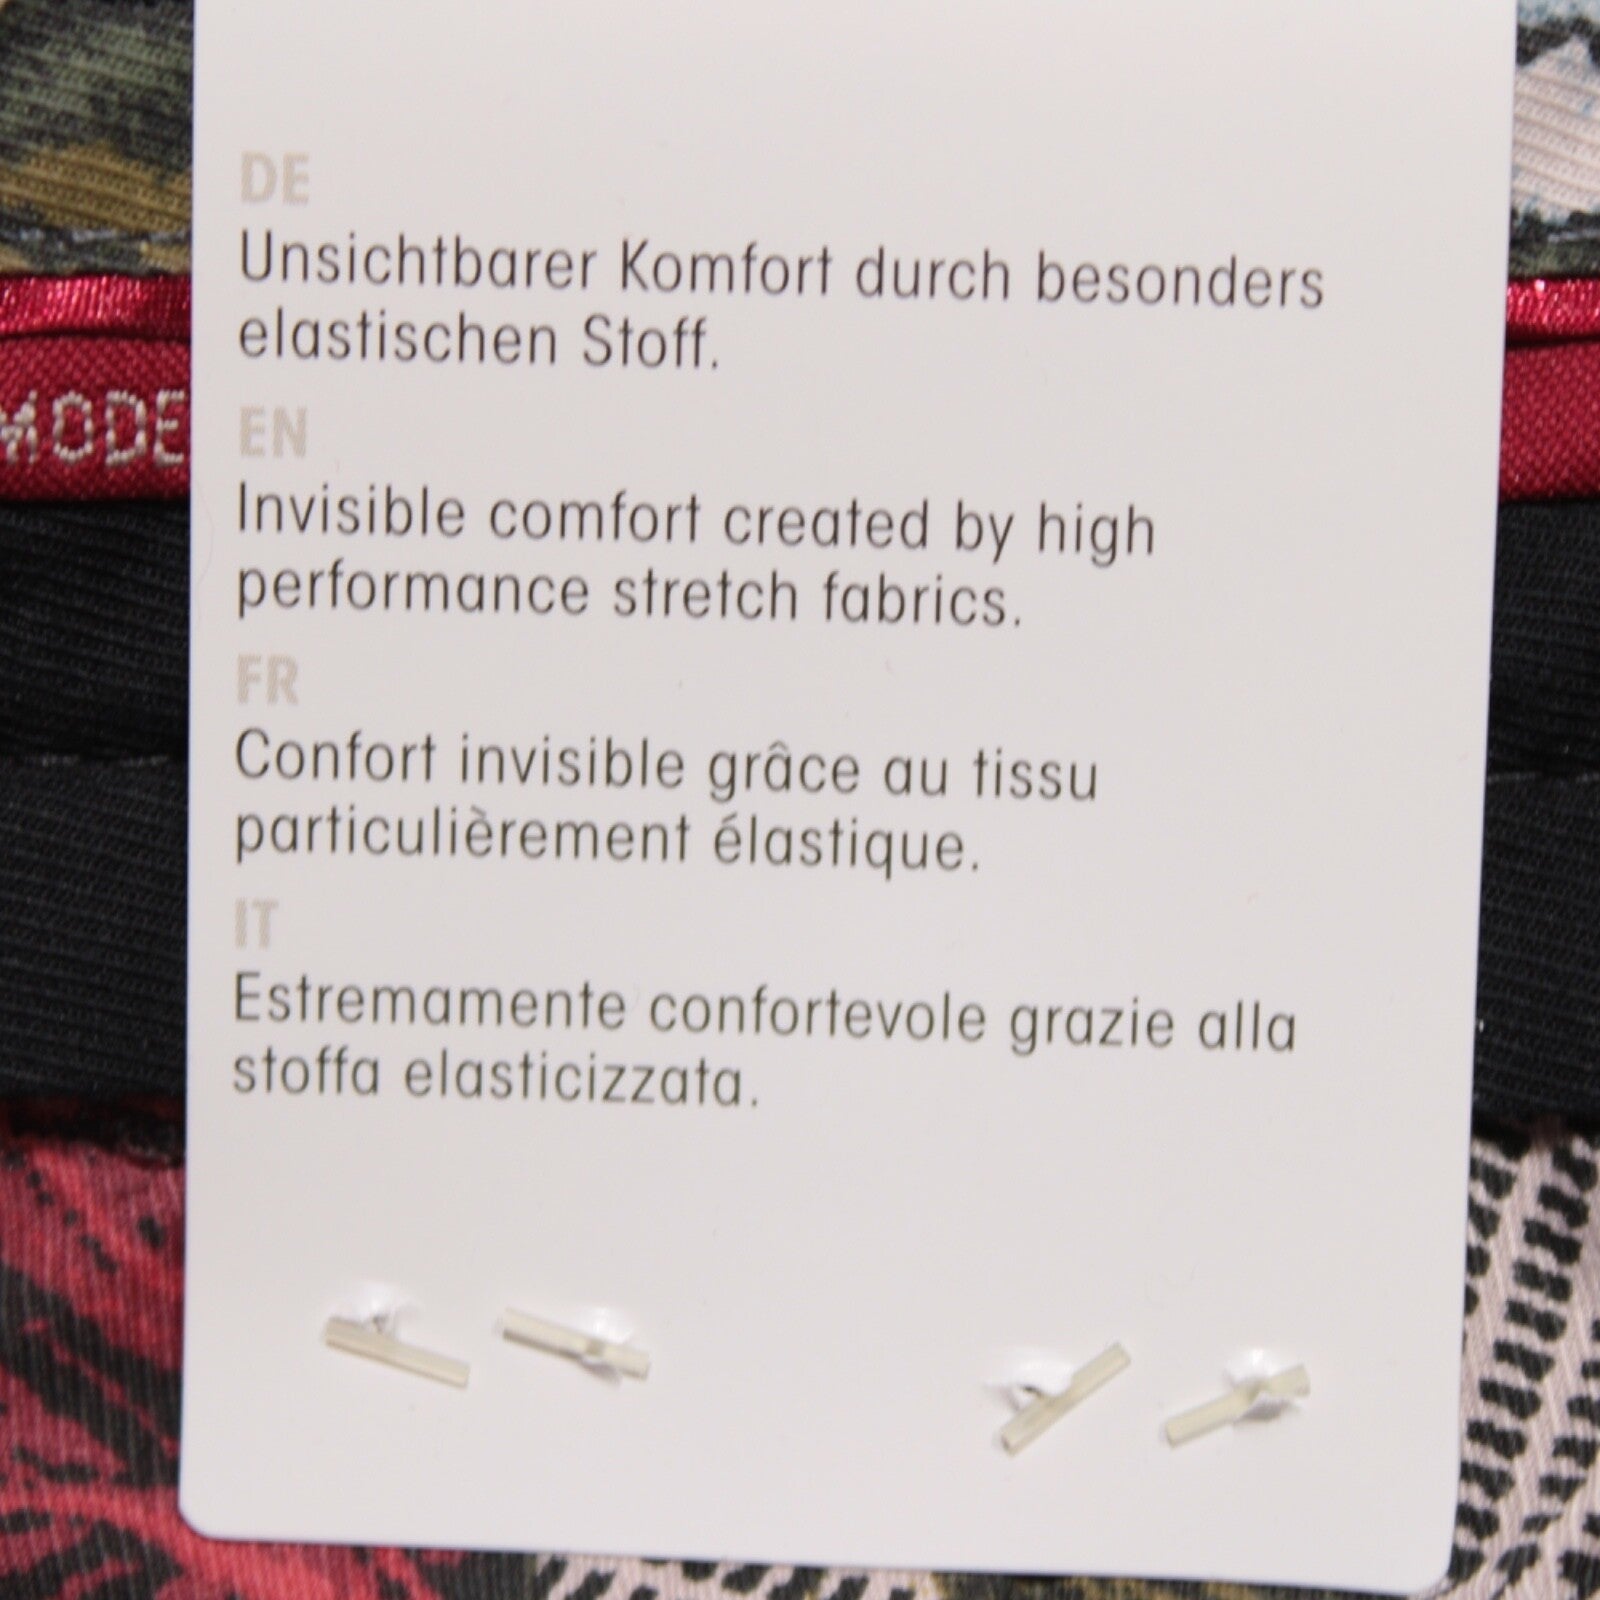 DE
Unsichtbarer Komfort durch besonders
elastischen Stoff.
MODE
EN
Invisible comfort created by high
performance stretch fabrics.
FR
Confort invisible grâce au tissu
particulièrement élastique.
IT
Estremamente confortevole grazie alla
stoffa elasticizzata.